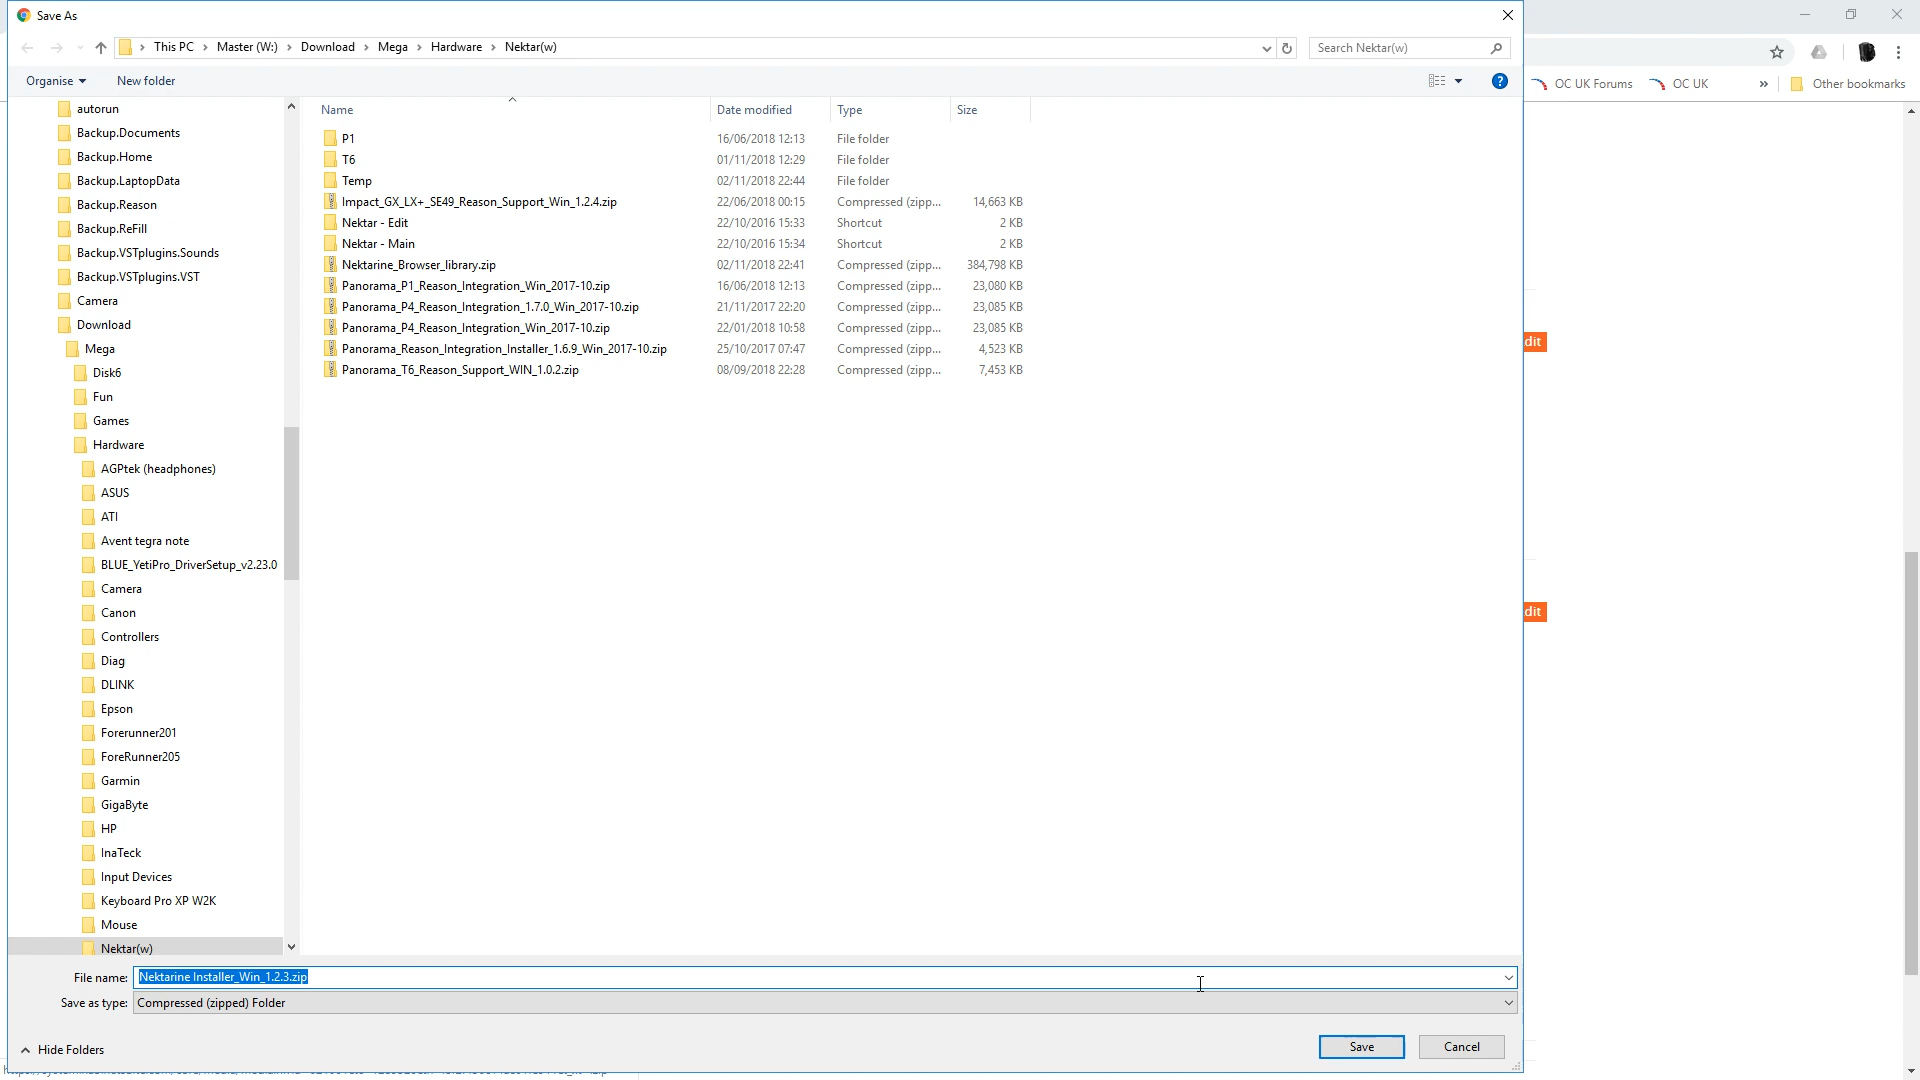 Save As
This PC > Master (W:) > Download > Mega > Hardware > Nektar(w)
Search Nektar(w)
Organise
New folder
OC UK Forums
OC UK
»
Other bookmarks
autorun
Backup.Documents
Backup.Home
Backup.LaptopData
Backup.Reason
Backup.ReFill
Backup.VSTplugins.Sounds
Backup.VSTplugins.VST
Camera
Download
Mega
Disk6
Fun
Games
Hardware
AGPtek (headphones)
ASUS
ATI
Avent tegra note
BLUE_YetiPro_DriverSetup_v2.23.0
Camera
Canon
Controllers
Diag
DLINK
Epson
Forerunner201
ForeRunner205
Garmin
GigaByte
HP
InaTeck
Input Devices
Keyboard Pro XP W2K
Mouse
Nektar(w)
Name Date modified Type Size
P1 16/06/2018 12:13 File folder
T6 01/11/2018 12:29 File folder
Temp 02/11/2018 22:44 File folder
Impact_GX_LX+_SE49_Reason_Support_Win_1.2.4.zip 22/06/2018 00:15 Compressed (zipp... 14,663 KB
Nektar - Edit 22/10/2016 15:33 Shortcut 2 KB
Nektar - Main 22/10/2016 15:34 Shortcut 2 KB
Nektarine_Browser_library.zip 02/11/2018 22:41 Compressed (zipp... 384,798 KB
Panorama_P1_Reason_Integration_Win_2017-10.zip 16/06/2018 12:13 Compressed (zipp... 23,080 KB
Panorama_P4_Reason_Integration_1.7.0_Win_2017-10.zip 21/11/2017 22:20 Compressed (zipp... 23,085 KB
Panorama_P4_Reason_Integration_Win_2017-10.zip 22/01/2018 10:58 Compressed (zipp... 23,085 KB
Panorama_Reason_Integration_Installer_1.6.9_Win_2017-10.zip 25/10/2017 07:47 Compressed (zipp... 4,523 KB
Panorama_T6_Reason_Support_WIN_1.0.2.zip 08/09/2018 22:28 Compressed (zipp... 7,453 KB
dit
dit
File name: Nektarine Installer_Win_1.2.3.zip
Save as type: Compressed (zipped) Folder
Hide Folders
Save
Cancel